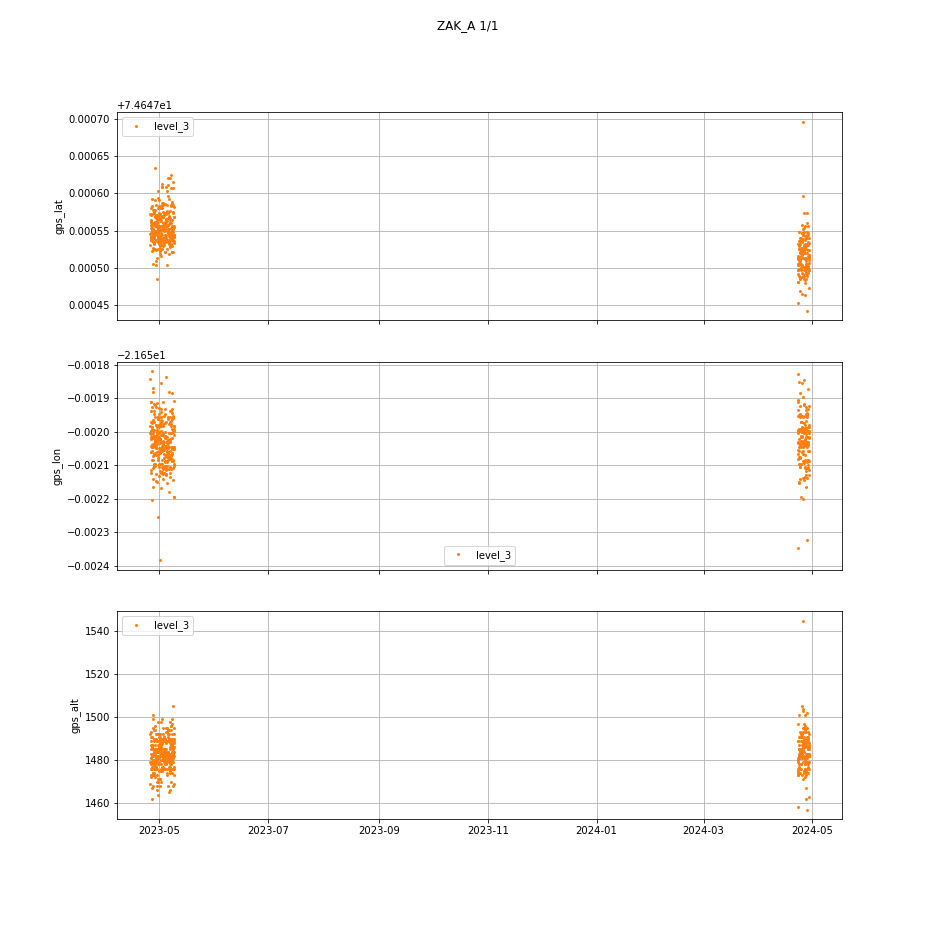 ZAK_A 1/1
+7.4647e1
0.00070
0.00065
0.00060
0.00055
0.00050
0.00045
gps_lat
level_3
−2.165e1
−0.0018
−0.0019
−0.0020
−0.0021
−0.0022
−0.0023
−0.0024
gps_lon
level_3
1540
1520
1500
1480
1460
gps_alt
level_3
2023-05 2023-07 2023-09 2023-11 2024-01 2024-03 2024-05